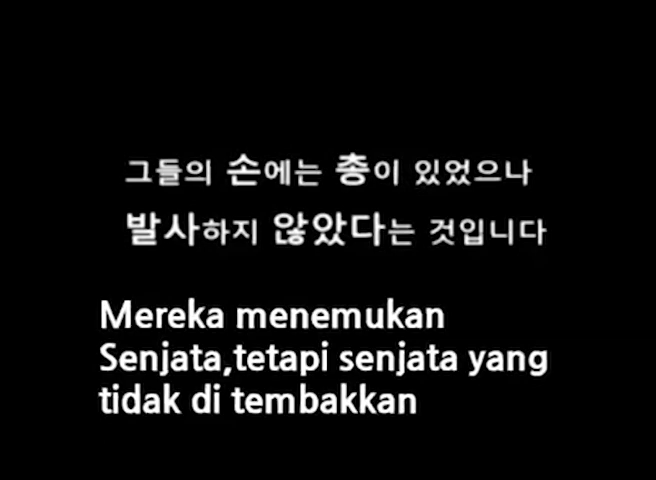 그들의 손에는 총이 있었으나
발사하지 않았다는 것입니다
Mereka menemukan
Senjata,tetapi senjata yang
tidak di tembakkan